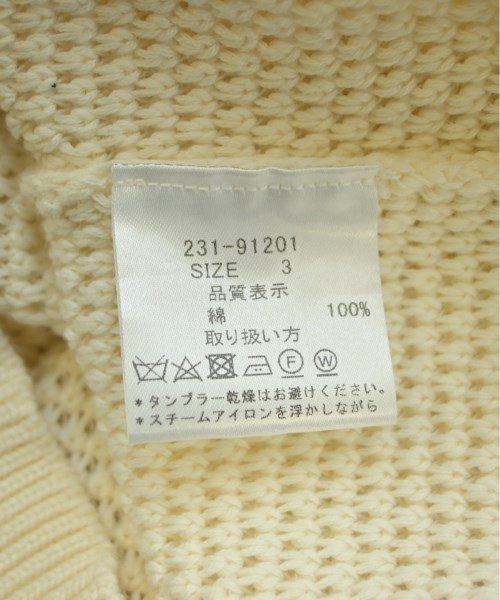 231-91201
SIZE 3
品質表示
綿 100%
取り扱い方
F W
*タンブラー乾燥はお避けください。
*スチームアイロンを浮かしながら